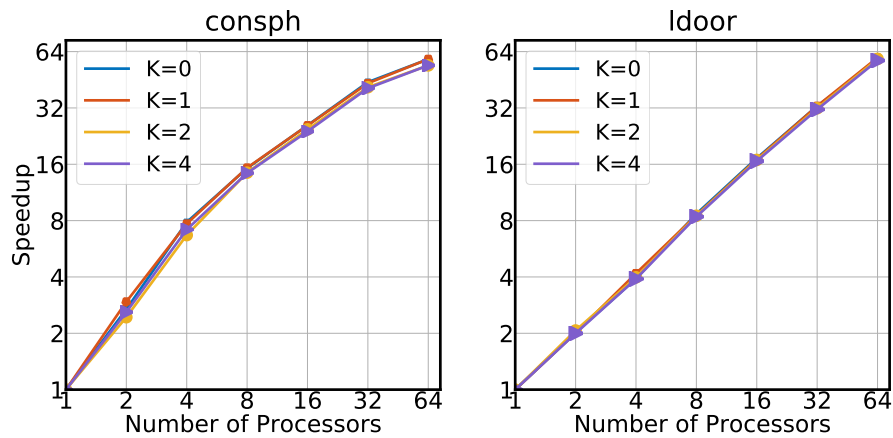 consph
64
32
16
8
4
2
1
Speedup
K=0
K=1
K=2
K=4
1 2 4 8 16 32 64
Number of Processors
ldoor
64
32
16
8
4
2
1
K=0
K=1
K=2
K=4
1 2 4 8 16 32 64
Number of Processors